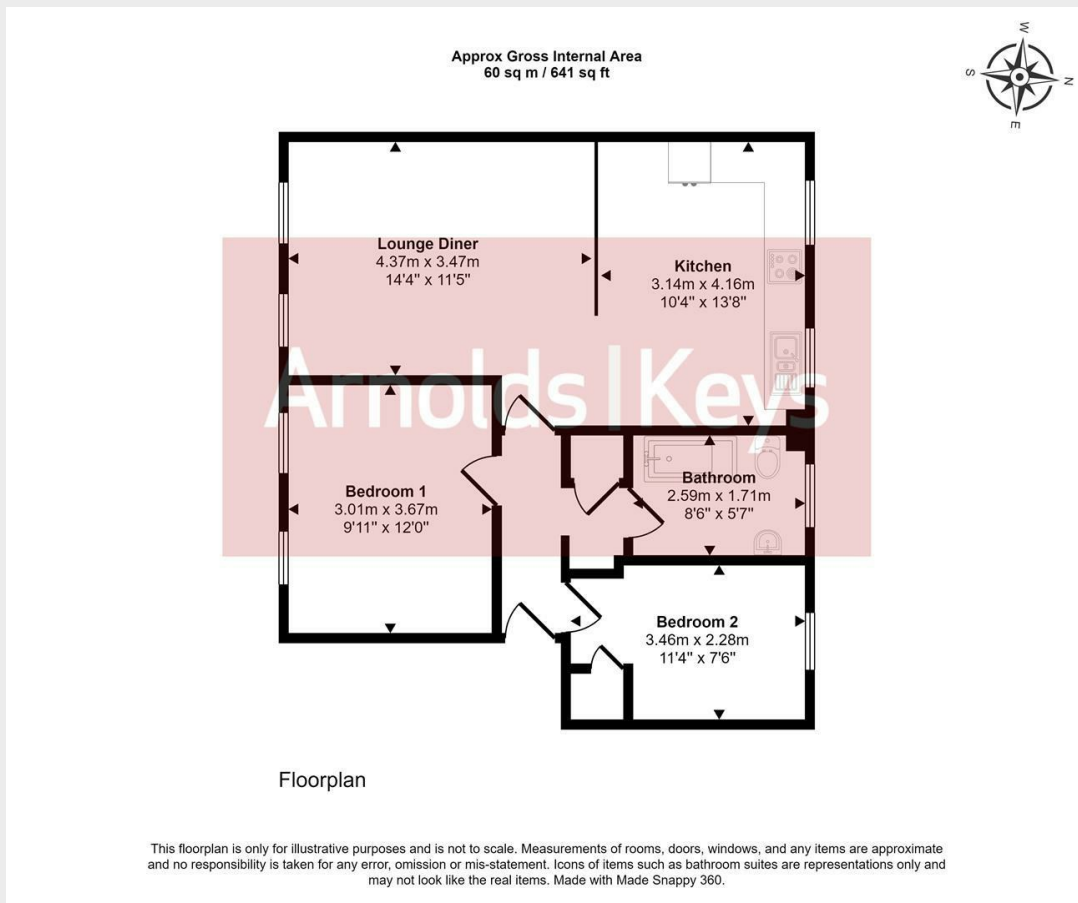 Approx Gross Internal Area
60 sq m / 641 sq ft
W
S
N
E
Lounge Diner
4.37m x 3.47m
14'4" x 11'5"
Kitchen
3.14m x 4.16m
10'4" x 13'8"
Arnolds|Keys
Bedroom 1
3.01m x 3.67m
9'11" x 12'0"
Bathroom
2.59m x 1.71m
8'6" x 5'7"
Bedroom 2
3.46m x 2.28m
11'4" x 7'6"
Floorplan
This floorplan is only for illustrative purposes and is not to scale. Measurements of rooms, doors, windows, and any items are approximate
and no responsibility is taken for any error, omission or mis-statement. Icons of items such as bathroom suites are representations only and
may not look like the real items. Made with Made Snappy 360.